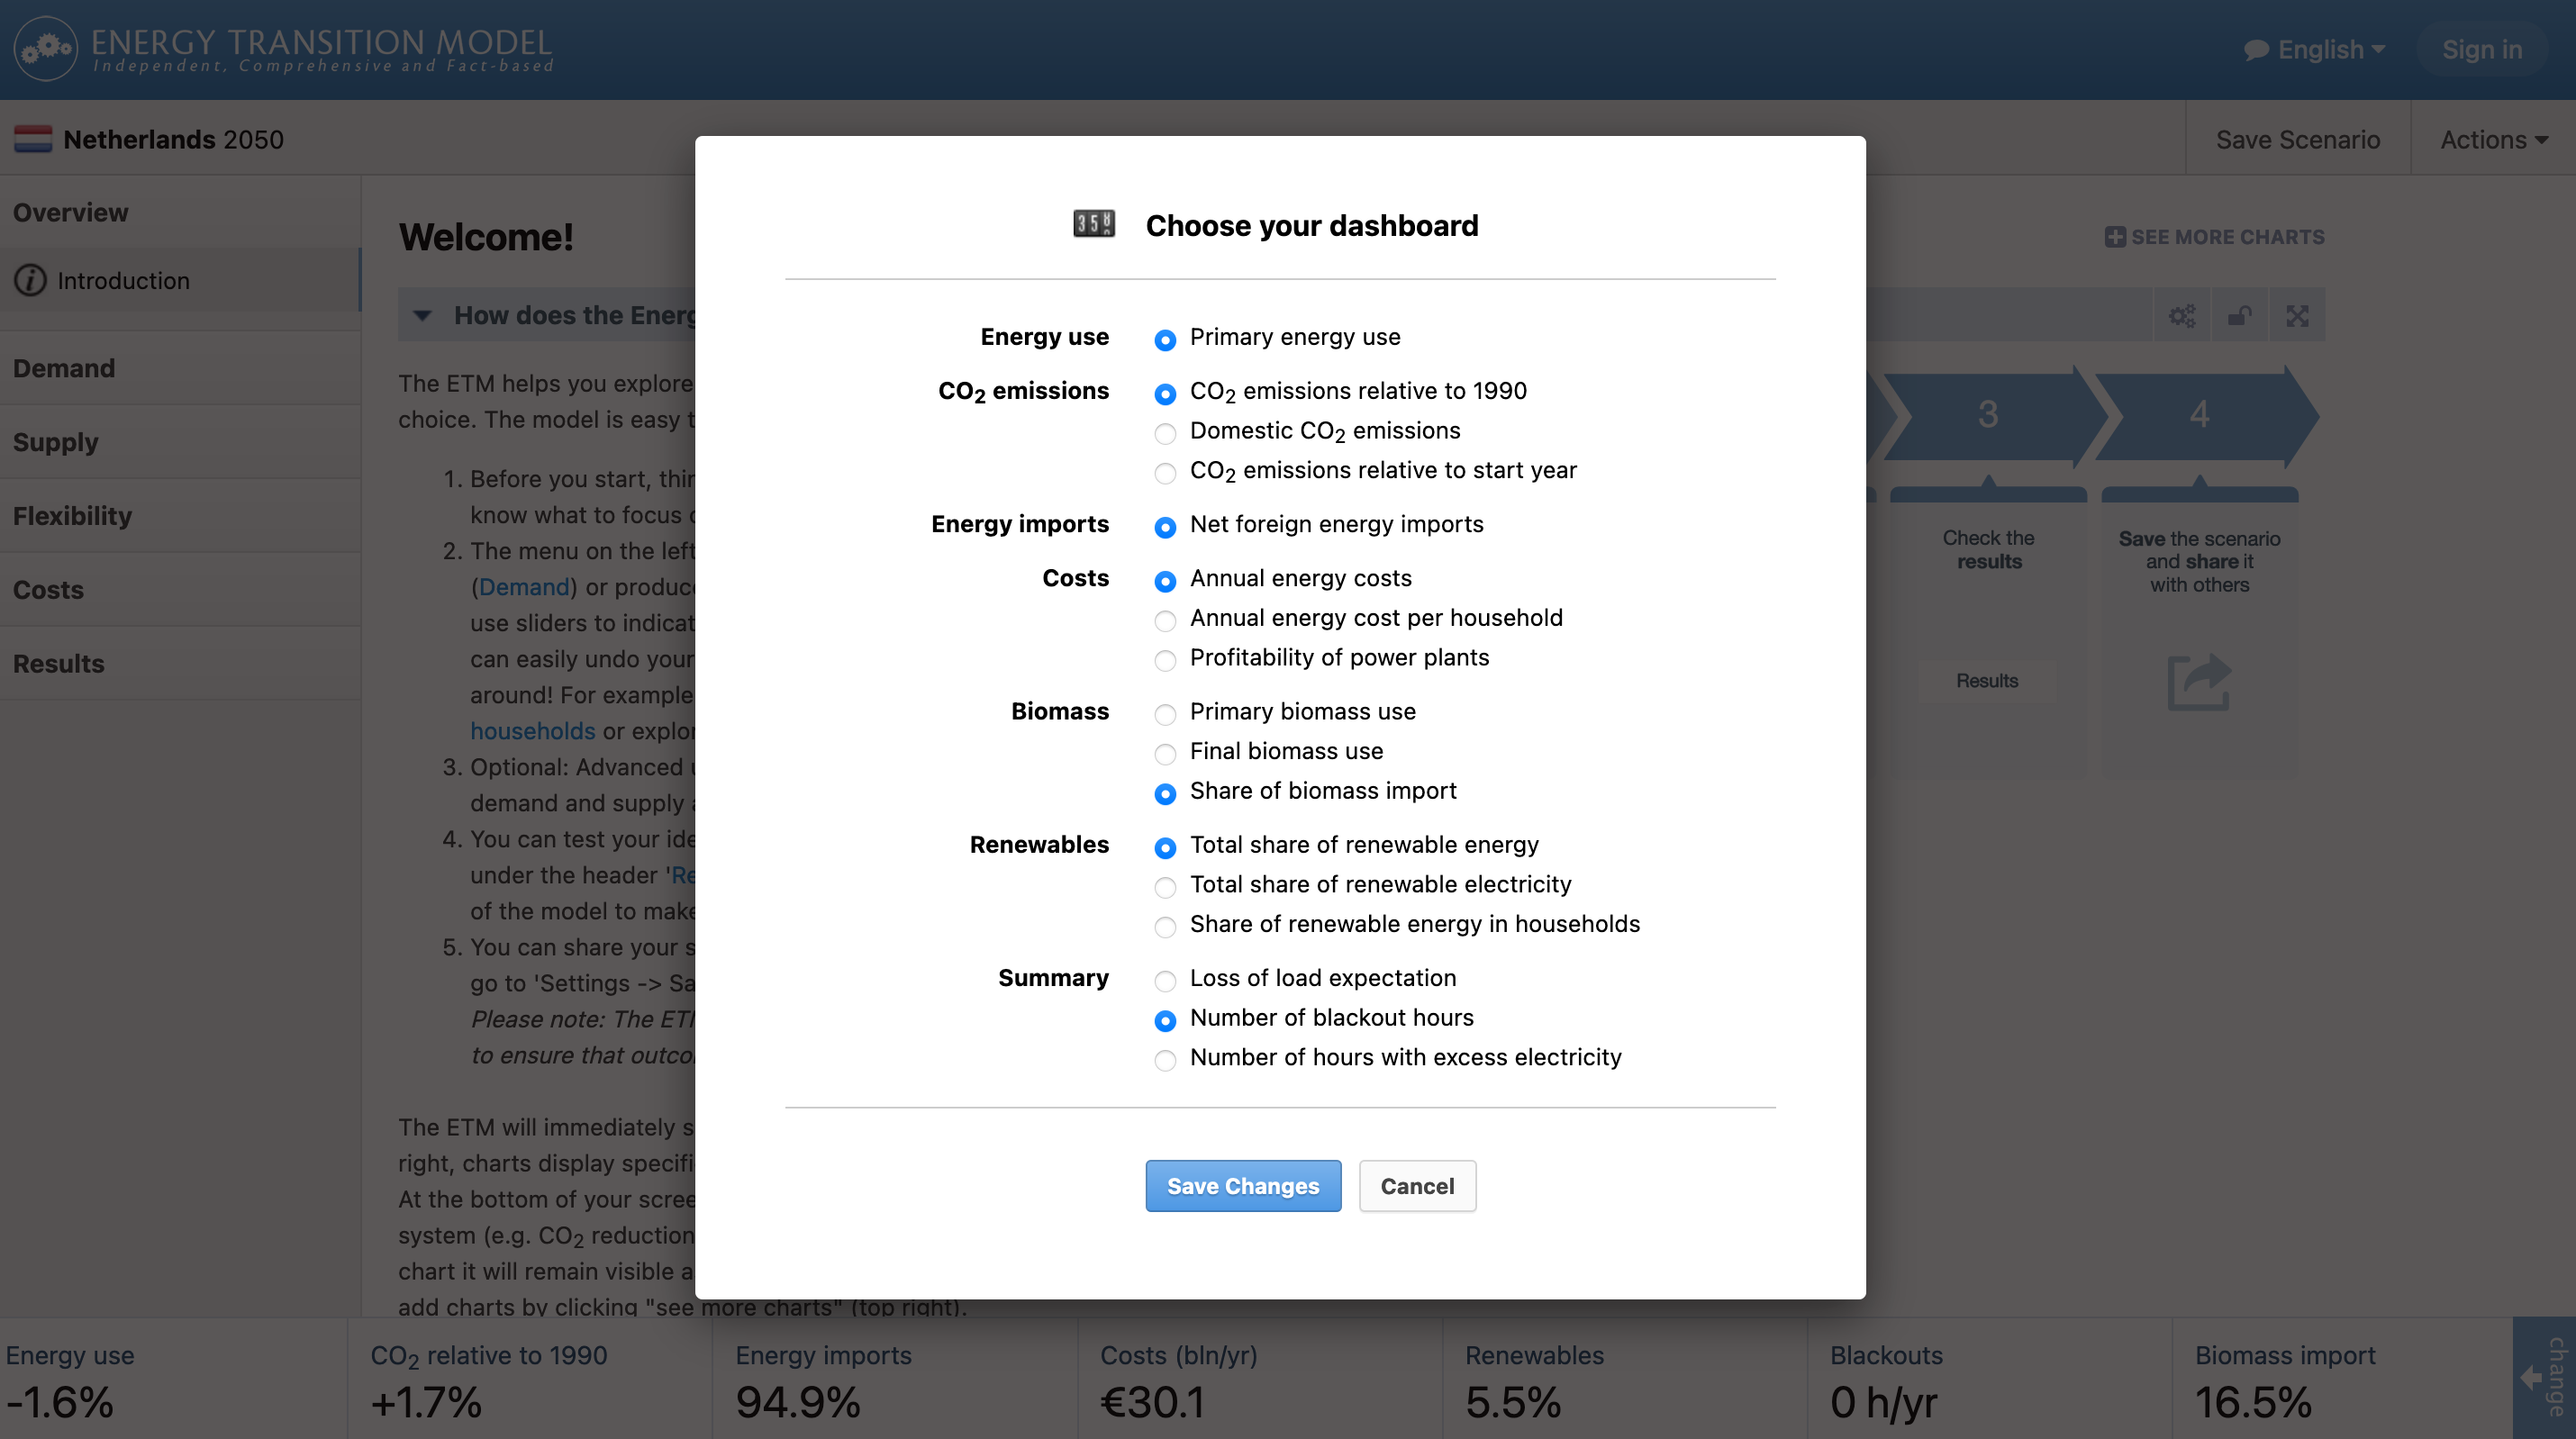 ENERGY TRANSITION MODEL
Independent, Comprehensive and Fact-based
English
Sign in
Netherlands 2050
Save Scenario
Actions
Overview
Introduction
Demand
Supply
Flexibility
Costs
Results
Welcome!
How does the Energ
The ETM helps you explore
choice. The model is easy t
1. Before you start, thin
know what to focus o
2. The menu on the left
(Demand) or produc
use sliders to indicat
can easily undo your
around! For example
households or explor
3. Optional: Advanced u
demand and supply a
4. You can test your ide
under the header 'Re
of the model to make
5. You can share your s
go to 'Settings -> Sa
Please note: The ETM
to ensure that outco
The ETM will immediately s
right, charts display specifi
At the bottom of your scree
system (e.g. CO2 reduction
chart it will remain visible a
add charts by clicking "see more charts" (top right).
Choose your dashboard
Energy use
Primary energy use
CO2 emissions
CO2 emissions relative to 1990
Domestic CO2 emissions
CO2 emissions relative to start year
Energy imports
Net foreign energy imports
Costs
Annual energy costs
Annual energy cost per household
Profitability of power plants
Biomass
Primary biomass use
Final biomass use
Share of biomass import
Renewables
Total share of renewable energy
Total share of renewable electricity
Share of renewable energy in households
Summary
Loss of load expectation
Number of blackout hours
Number of hours with excess electricity
Save Changes
Cancel
SEE MORE CHARTS
3
4
Check the
results
Results
Save the scenario
and share it
with others
Energy use
-1.6%
CO2 relative to 1990
+1.7%
Energy imports
94.9%
Costs (bln/yr)
€30.1
Renewables
5.5%
Blackouts
0 h/yr
Biomass import
16.5%
change